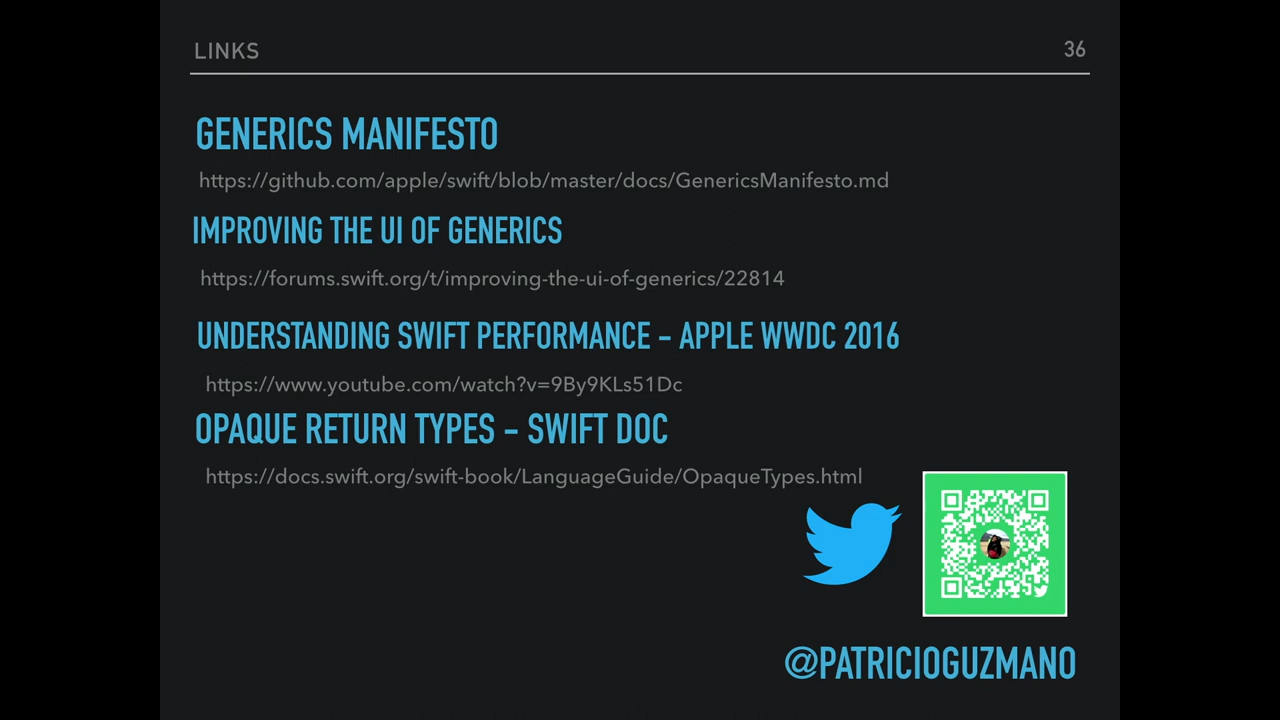 LINKS
36
GENERICS MANIFESTO
https://github.com/apple/swift/blob/master/docs/GenericsManifesto.md
IMPROVING THE UI OF GENERICS
https://forums.swift.org/t/improving-the-ui-of-generics/22814
UNDERSTANDING SWIFT PERFORMANCE - APPLE WWDC 2016
https://www.youtube.com/watch?v=9By9KLs51Dc
OPAQUE RETURN TYPES - SWIFT DOC
https://docs.swift.org/swift-book/LanguageGuide/OpaqueTypes.html
@PATRICIOGUZMANO